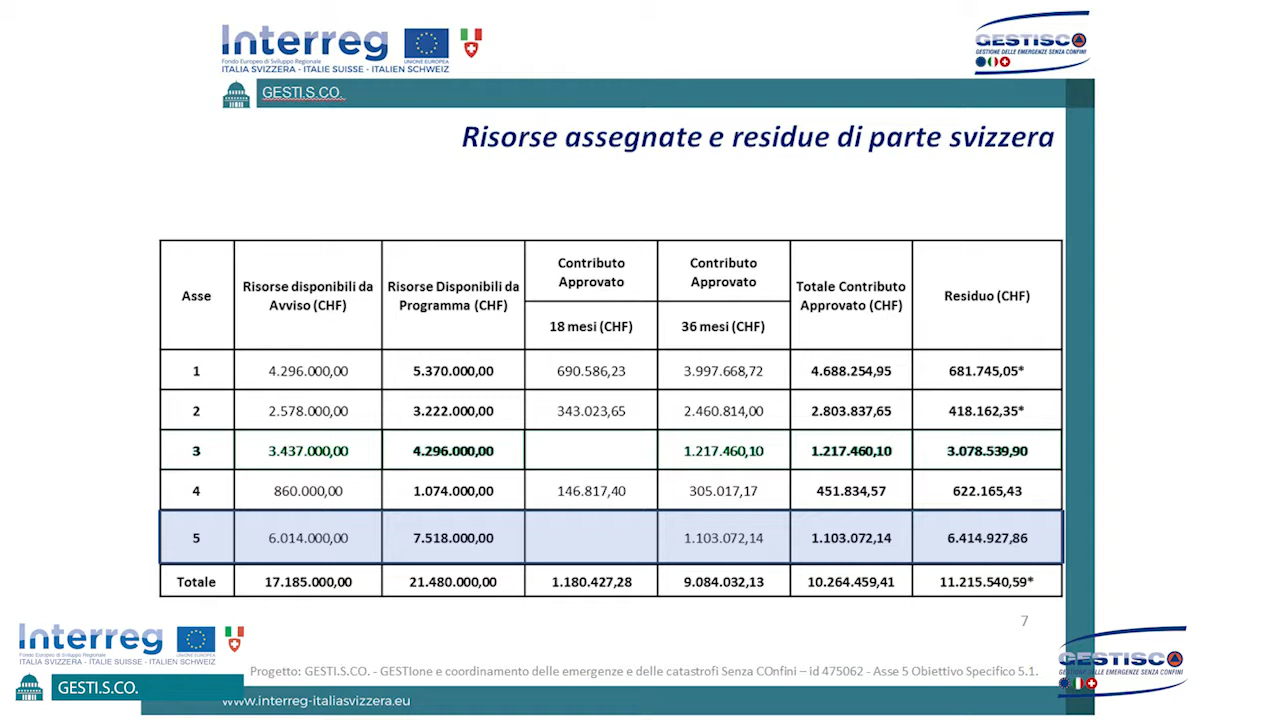 Interreg
Fondo Europeo di Sviluppo Regionale
UNIONE EUROPEA
ITALIA SVIZZERA - ITALIE SUISSE - ITALIEN SCHWEIZ
GESTISCO
GESTIONE DELLE EMERGENZE SENZA CONFINI
GESTI.S.CO.
Risorse assegnate e residue di parte svizzera
Asse
Risorse disponibili da Avviso (CHF)
Risorse Disponibili da Programma (CHF)
Contributo Approvato
18 mesi (CHF)
Contributo Approvato
36 mesi (CHF)
Totale Contributo Approvato (CHF)
Residuo (CHF)
1 4.296.000,00 5.370.000,00 690.586,23 3.997.668,72 4.688.254,95 681.745,05*
2 2.578.000,00 3.222.000,00 343.023,65 2.460.814,00 2.803.837,65 418.162,35*
3 3.437.000,00 4.296.000,00 1.217.460,10 1.217.460,10 3.078.539,90
4 860.000,00 1.074.000,00 146.817,40 305.017,17 451.834,57 622.165,43
5 6.014.000,00 7.518.000,00 1.103.072,14 1.103.072,14 6.414.927,86
Totale 17.185.000,00 21.480.000,00 1.180.427,28 9.084.032,13 10.264.459,41 11.215.540,59*
7
Interreg
Fondo Europeo di Sviluppo Regionale
UNIONE EUROPEA
ITALIA SVIZZERA - ITALIE SUISSE - ITALIEN SCHWEIZ
GESTISCO
GESTIONE DELLE EMERGENZE SENZA CONFINI
Progetto: GESTI.S.CO. - GESTIone e coordinamento delle emergenze e delle catastrofi Senza COnfini – id 475062 - Asse 5 Obiettivo Specifico 5.1.
GESTI.S.CO.
www.interreg-italiasvizzera.eu